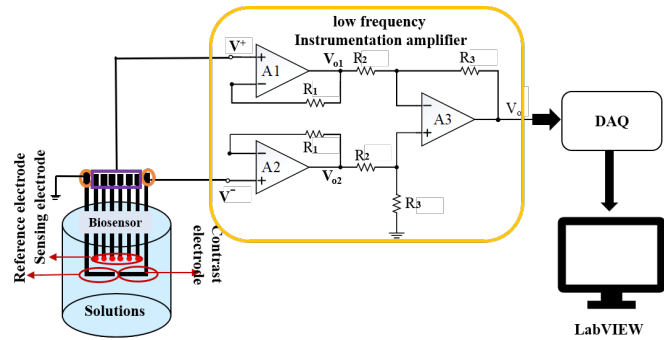 low frequency
Instrumentation amplifier
V+
A1
Vo1
R2
R3
R1
A3
Vo
DAQ
R1
A2
R2
V−
Vo2
R3
Reference electrode
Sensing electrode
Biosensor
Contrast
electrode
Solutions
LabVIEW